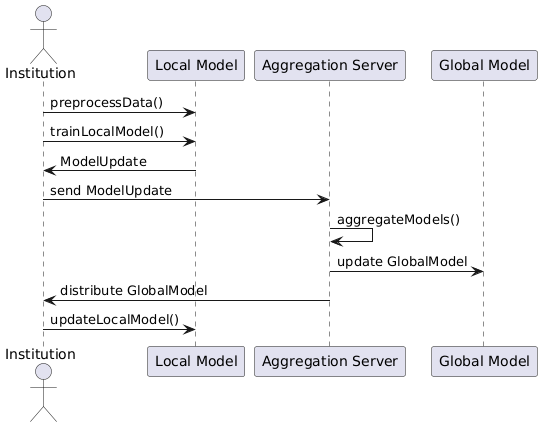 Institution
Local Model
Aggregation Server
Global Model
preprocessData()
trainLocalModel()
ModelUpdate
send ModelUpdate
aggregateModels()
update GlobalModel
distribute GlobalModel
updateLocalModel()
Institution
Local Model
Aggregation Server
Global Model